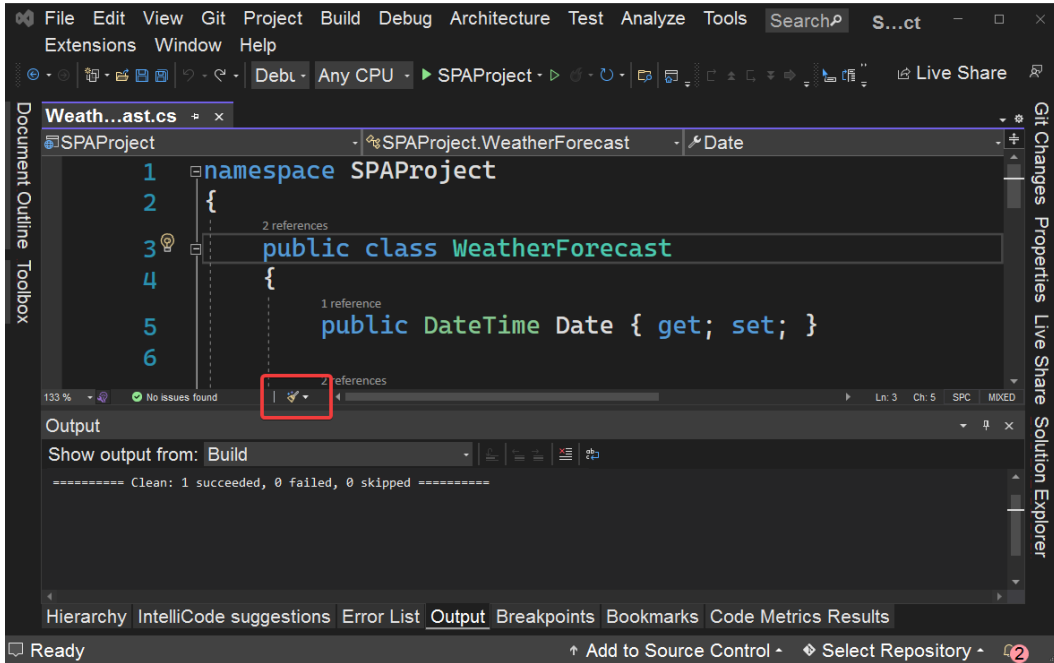 File Edit View Git Project Build Debug Architecture Test Analyze Tools Search S...ct
Extensions Window Help
Debu Any CPU SPAProject Live Share
Document Outline
Toolbox
Weath...ast.cs
SPAProject SPAProject.WeatherForecast Date
1 namespace SPAProject
2 {
2 references
3 public class WeatherForecast
4 {
1 reference
5 public DateTime Date { get; set; }
6
2 references
133 % No issues found Ln: 3 Ch: 5 SPC MIXED
Output
Show output from: Build
========== Clean: 1 succeeded, 0 failed, 0 skipped ==========
Hierarchy IntelliCode suggestions Error List Output Breakpoints Bookmarks Code Metrics Results
Git Changes
Properties
Live Share
Solution Explorer
Ready Add to Source Control Select Repository 2